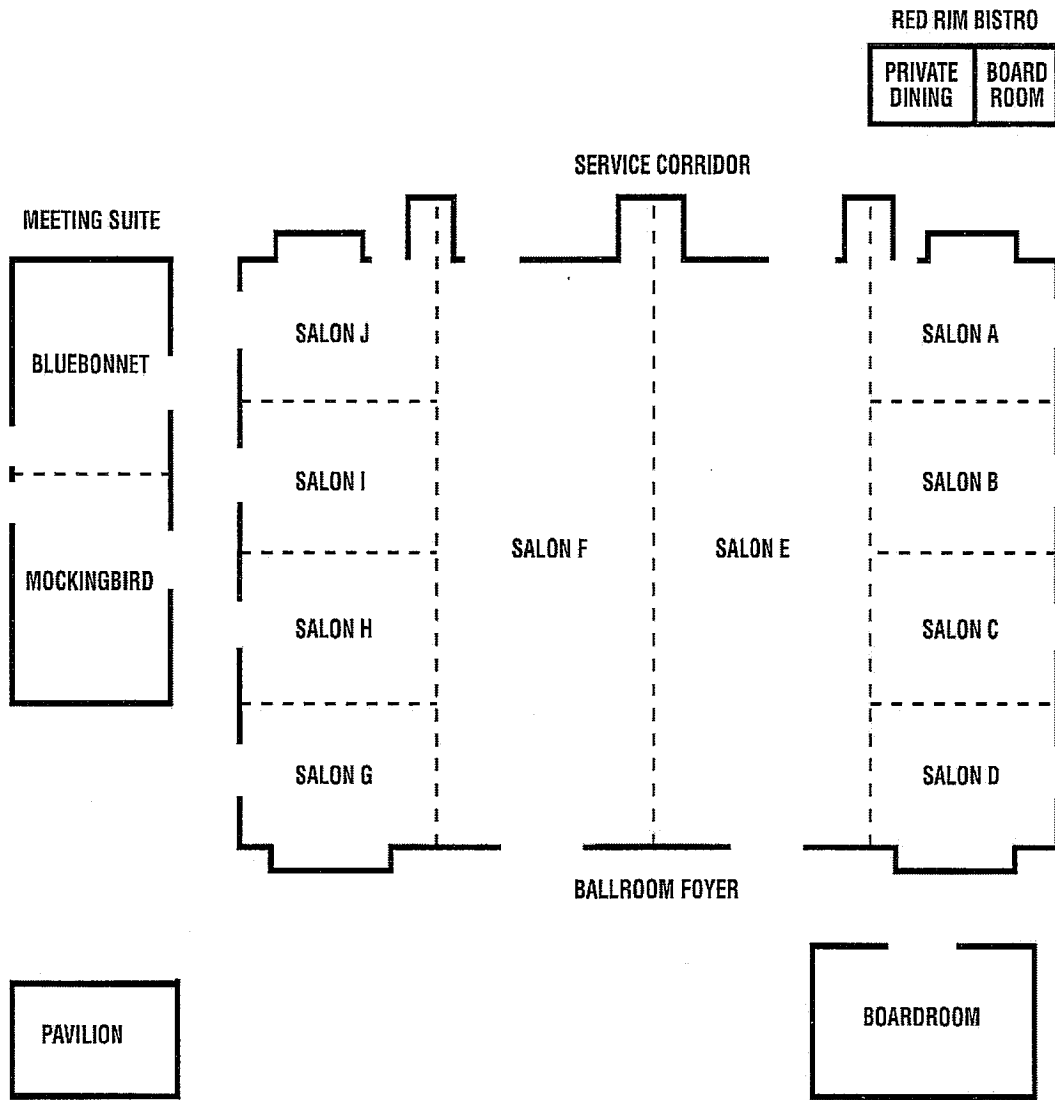 RED RIM BISTRO
PRIVATE
DINING
BOARD
ROOM
SERVICE CORRIDOR
MEETING SUITE
BLUEBONNET
MOCKINGBIRD
SALON J
SALON I
SALON H
SALON G
SALON F
SALON E
SALON A
SALON B
SALON C
SALON D
BALLROOM FOYER
PAVILION
BOARDROOM